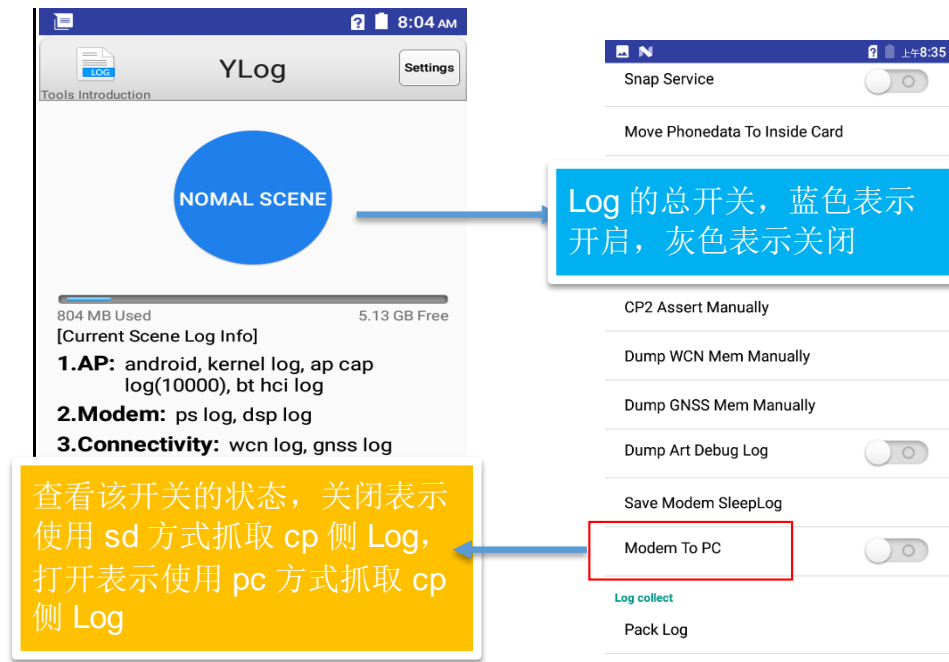 8:04 AM
LOG
Tools Introduction
YLog
Settings
NOMAL SCENE
804 MB Used
5.13 GB Free
[Current Scene Log Info]
1.AP: android, kernel log, ap cap
log(10000), bt hci log
2.Modem: ps log, dsp log
3.Connectivity: wcn log, gnss log
查看该开关的状态，关闭表示
使用 sd 方式抓取 cp 侧 Log，
打开表示使用 pc 方式抓取 cp
侧 Log
上午8:35
Snap Service
Move Phonedata To Inside Card
Log 的总开关，蓝色表示
开启，灰色表示关闭
CP2 Assert Manually
Dump WCN Mem Manually
Dump GNSS Mem Manually
Dump Art Debug Log
Save Modem SleepLog
Modem To PC
Log collect
Pack Log